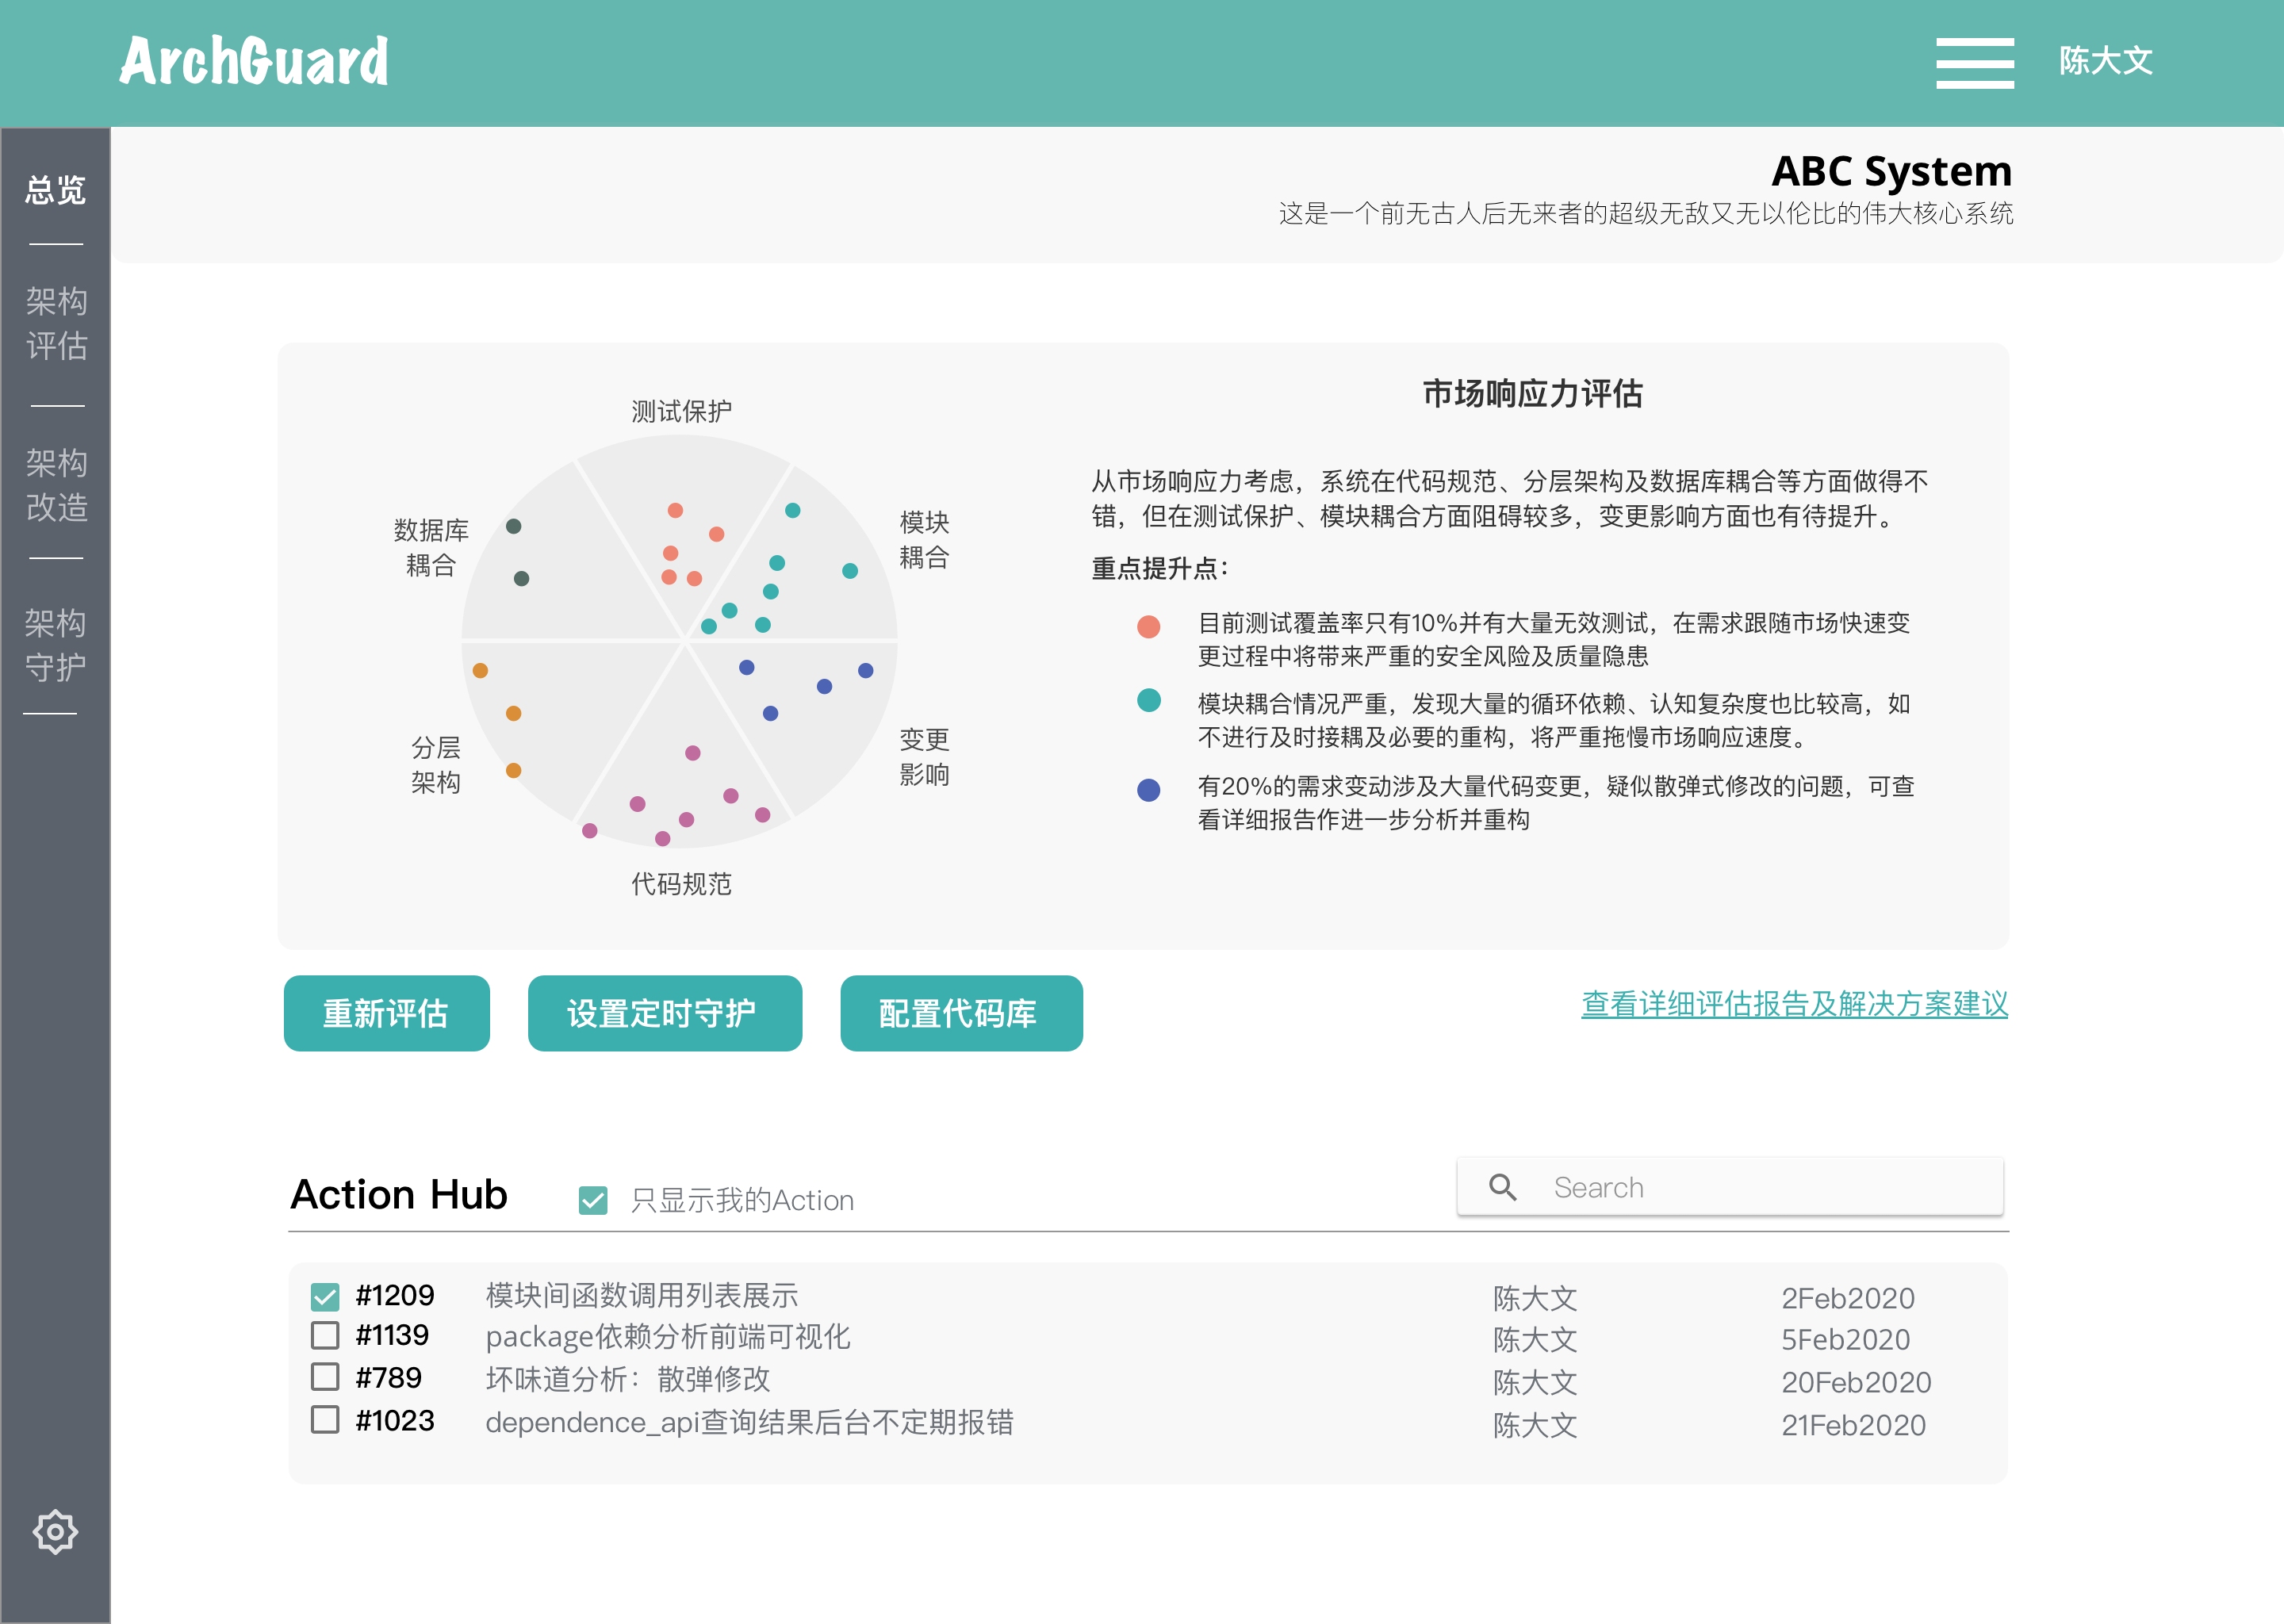 ArchGuard
陈大文
总览
架构
评估
架构
改造
架构
守护
ABC System
这是一个前无古人后无来者的超级无敌又无以伦比的伟大核心系统
测试保护
数据库
耦合
模块
耦合
分层
架构
变更
影响
代码规范
市场响应力评估
从市场响应力考虑，系统在代码规范、分层架构及数据库耦合等方面做得不
错，但在测试保护、模块耦合方面阻碍较多，变更影响方面也有待提升。
重点提升点：
目前测试覆盖率只有10%并有大量无效测试，在需求跟随市场快速变
更过程中将带来严重的安全风险及质量隐患
模块耦合情况严重，发现大量的循环依赖、认知复杂度也比较高，如
不进行及时接耦及必要的重构，将严重拖慢市场响应速度。
有20%的需求变动涉及大量代码变更，疑似散弹式修改的问题，可查
看详细报告作进一步分析并重构
重新评估
设置定时守护
配置代码库
查看详细评估报告及解决方案建议
Action Hub
只显示我的Action
Search
#1209 模块间函数调用列表展示 陈大文 2Feb2020
#1139 package依赖分析前端可视化 陈大文 5Feb2020
#789 坏味道分析：散弹修改 陈大文 20Feb2020
#1023 dependence_api查询结果后台不定期报错 陈大文 21Feb2020